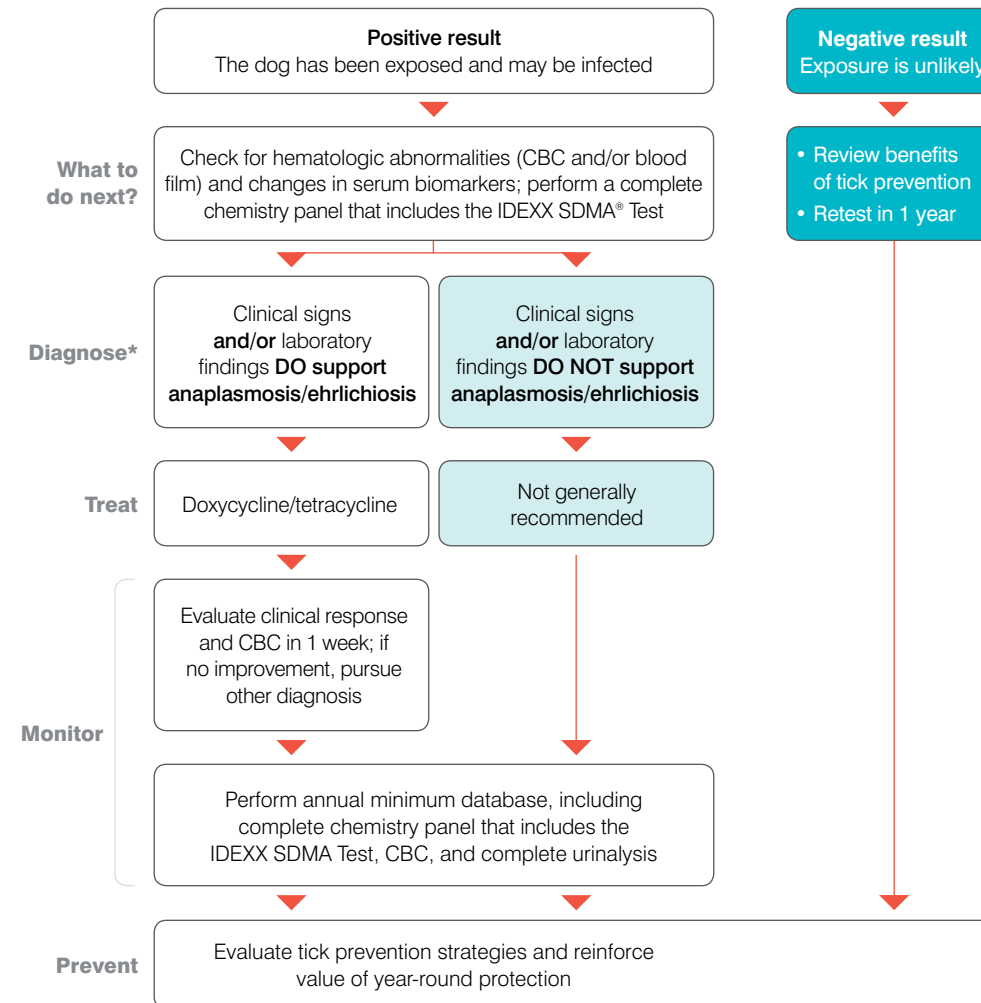 Positive result
The dog has been exposed and may be infected
Negative result
Exposure is unlikely
What to
do next?
Check for hematologic abnormalities (CBC and/or blood
film) and changes in serum biomarkers; perform a complete
chemistry panel that includes the IDEXX SDMA® Test
• Review benefits
of tick prevention
• Retest in 1 year
Diagnose*
Clinical signs
and/or laboratory
findings DO support
anaplasmosis/ehrlichiosis
Clinical signs
and/or laboratory
findings DO NOT support
anaplasmosis/ehrlichiosis
Treat
Doxycycline/tetracycline
Not generally
recommended
Monitor
Evaluate clinical response
and CBC in 1 week; if
no improvement, pursue
other diagnosis
Perform annual minimum database, including
complete chemistry panel that includes the
IDEXX SDMA Test, CBC, and complete urinalysis
Prevent
Evaluate tick prevention strategies and reinforce
value of year-round protection